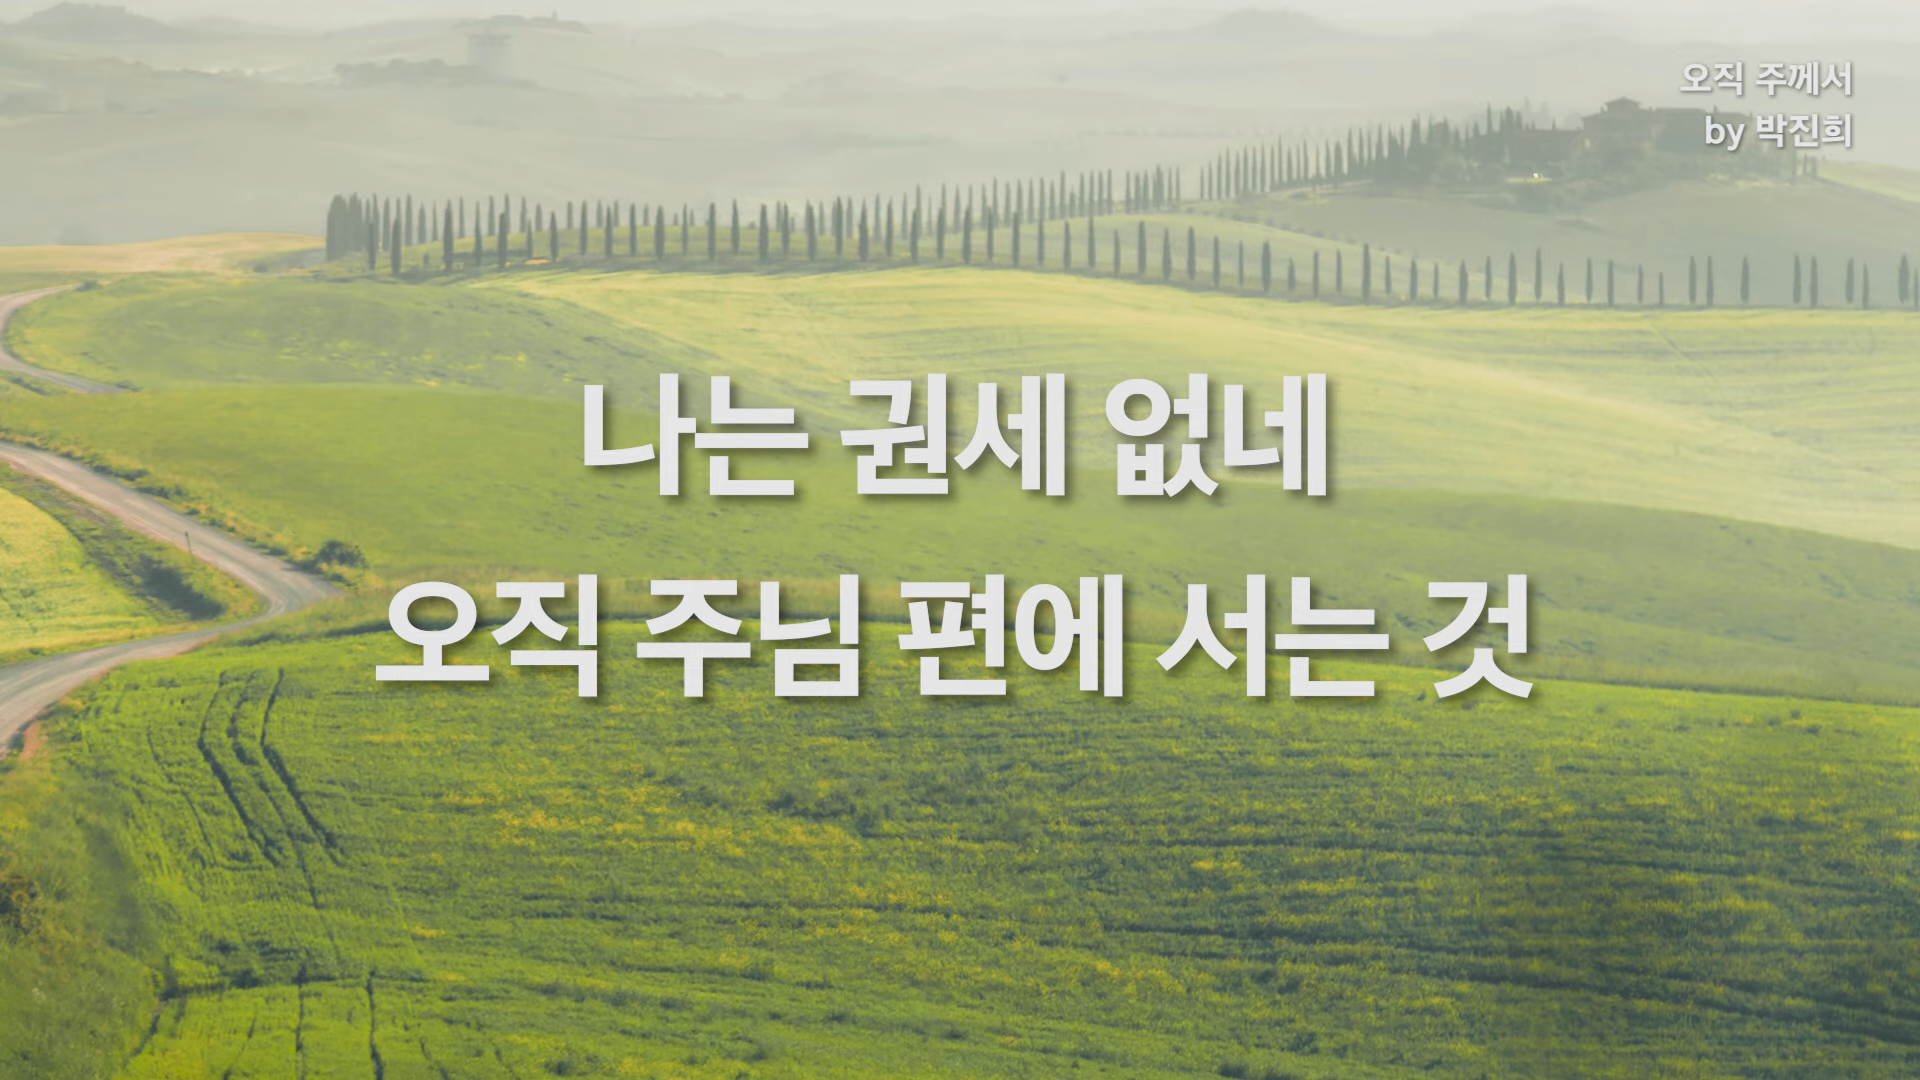 오직 주께서
by 박진희
나는 권세 없네
오직 주님 편에 서는 것